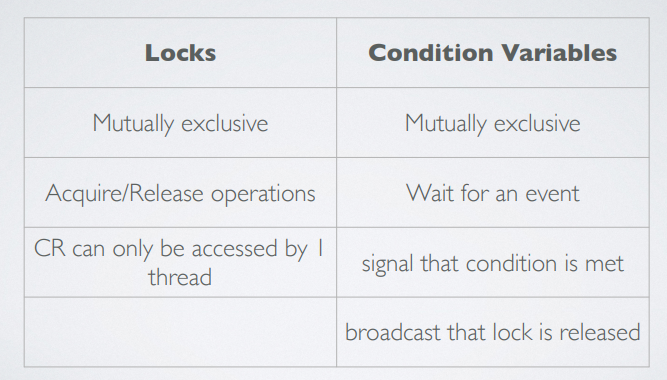 Locks
Condition Variables
Mutually exclusive
Mutually exclusive
Acquire/Release operations
Wait for an event
CR can only be accessed by 1
thread
signal that condition is met
broadcast that lock is released